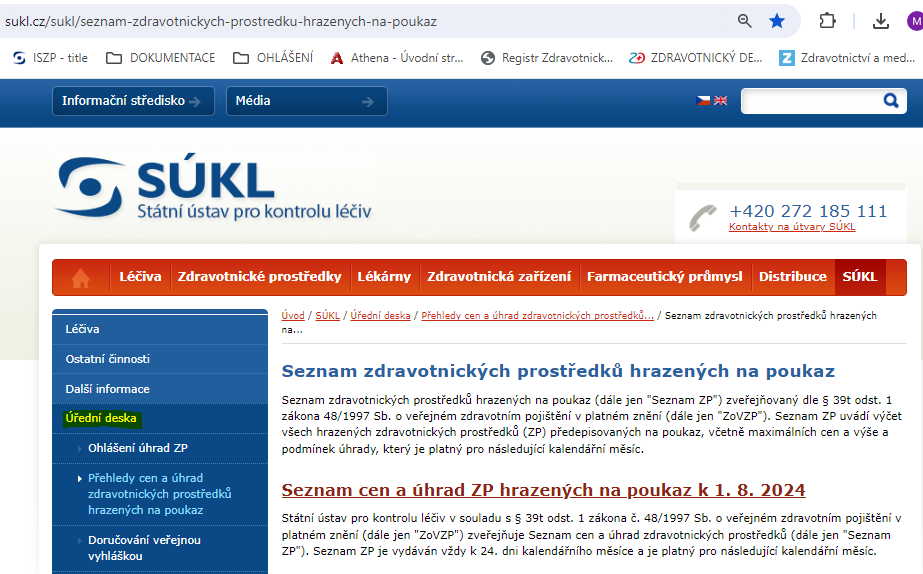 sukl.cz/sukl/seznam-zdravotnickych-prostredku-hrazenych-na-poukaz
M
ISZP - title
DOKUMENTACE
OHLÁŠENÍ
Athena - Úvodní str...
Registr Zdravotnick...
ZDRAVOTNICKÝ DE...
Zdravotnictví a med...
Informační středisko
Média
SÚKL
Státní ústav pro kontrolu léčiv
+420 272 185 111
Kontakty na útvary SÚKL
Léčiva
Zdravotnické prostředky
Lékárny
Zdravotnická zařízení
Farmaceutický průmysl
Distribuce
SÚKL
Léčiva
Ostatní činnosti
Další informace
Úřední deska
Ohlášení úhrad ZP
Přehledy cen a úhrad
zdravotnických prostředků
hrazených na poukaz
Doručování veřejnou
vyhláškou
Úvod / SÚKL / Úřední deska / Přehledy cen a úhrad zdravotnických prostředků... / Seznam zdravotnických prostředků hrazených
na...
Seznam zdravotnických prostředků hrazených na poukaz
Seznam zdravotnických prostředků hrazených na poukaz (dále jen "Seznam ZP") zveřejňovaný dle § 39t odst. 1
zákona 48/1997 Sb. o veřejném zdravotním pojištění v platném znění (dále jen "ZoVZP"). Seznam ZP uvádí výčet
všech hrazených zdravotnických prostředků (ZP) předepisovaných na poukaz, včetně maximálních cen a výše a
podmínek úhrady, který je platný pro následující kalendářní měsíc.
Seznam cen a úhrad ZP hrazených na poukaz k 1. 8. 2024
Státní ústav pro kontrolu léčiv v souladu s § 39t odst. 1 zákona č. 48/1997 Sb. o veřejném zdravotním pojištění v
platném znění (dále jen "ZoVZP") zveřejňuje Seznam cen a úhrad zdravotnických prostředků (dále jen "Seznam
ZP"). Seznam ZP je vydáván vždy k 24. dni kalendářního měsíce a je platný pro následující kalendářní měsíc.